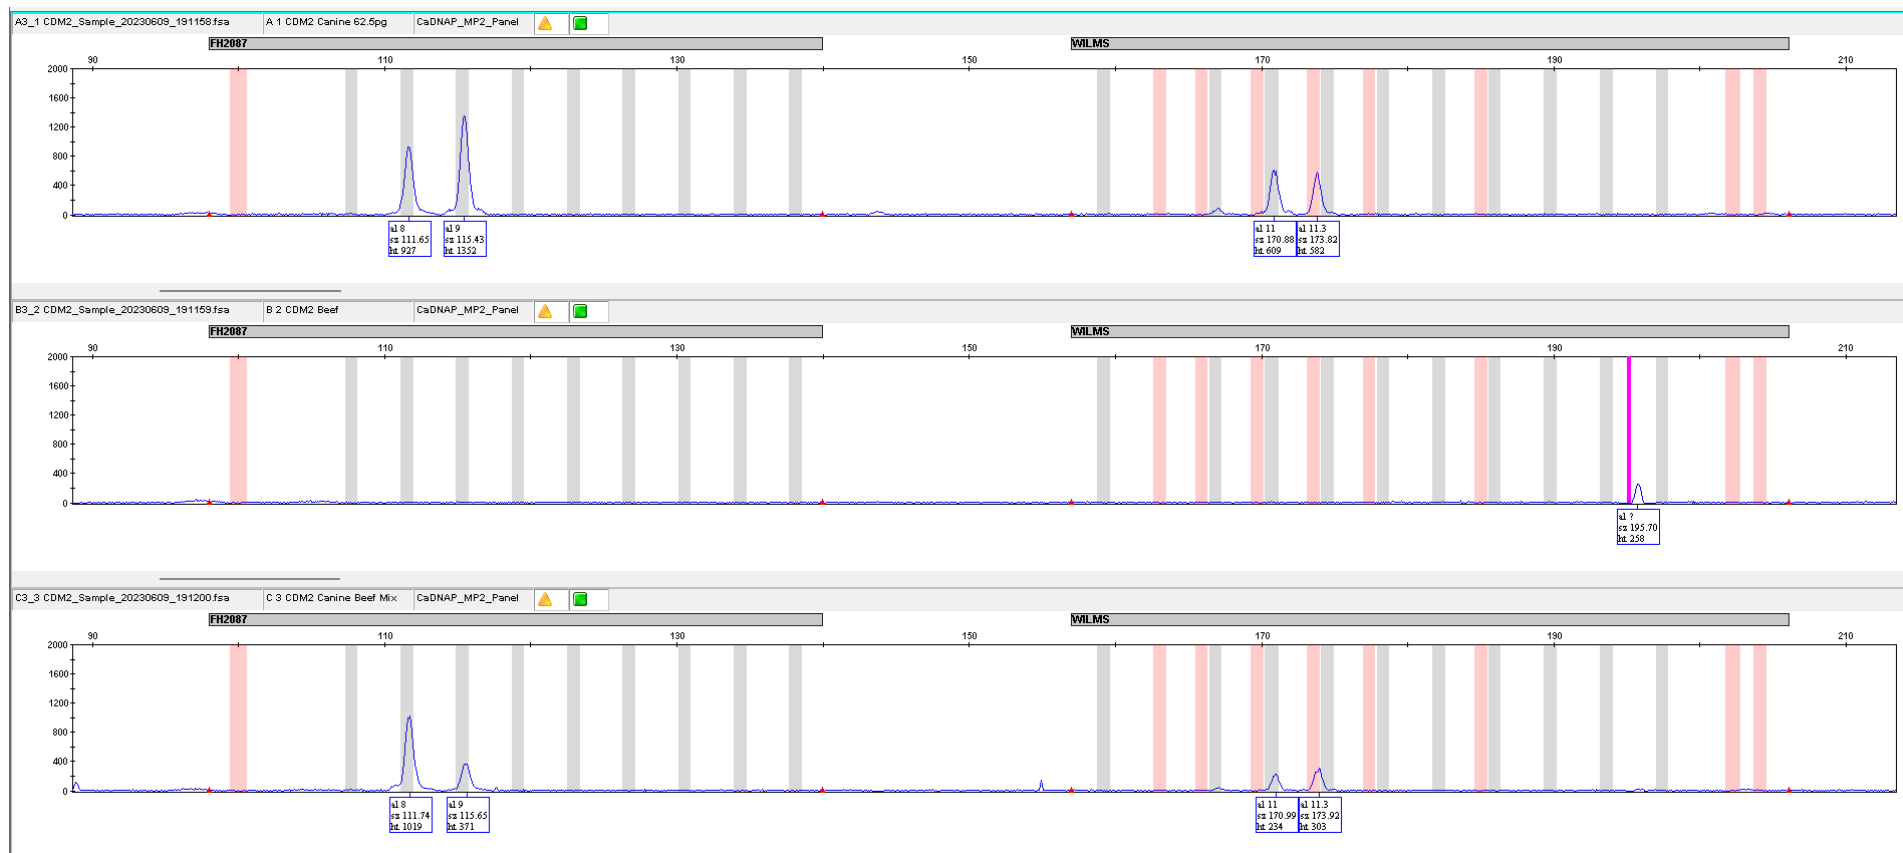 A3_1 CDM2_Sample_20230609_191158.fsa A 1 CDM2 Canine 62.5pg CaDNAP_MP2_Panel
FH2087 WILMS
90 110 130 150 170 190 210
2000
1600
1200
800
400
0
al 8 al 9 al 11 al 11.3
sz 111.65 sz 115.43 sz 170.88 sz 173.82
ht 927 ht 1352 ht 609 ht 582
B3_2 CDM2_Sample_20230609_191159.fsa B 2 CDM2 Beef CaDNAP_MP2_Panel
FH2087 WILMS
90 110 130 150 170 190 210
2000
1600
1200
800
400
0
al ?
sz 195.70
ht 258
C3_3 CDM2_Sample_20230609_191200.fsa C 3 CDM2 Canine Beef Mix CaDNAP_MP2_Panel
FH2087 WILMS
90 110 130 150 170 190 210
2000
1600
1200
800
400
0
al 8 al 9 al 11 al 11.3
sz 111.74 sz 115.65 sz 170.99 sz 173.92
ht 1019 ht 371 ht 234 ht 303